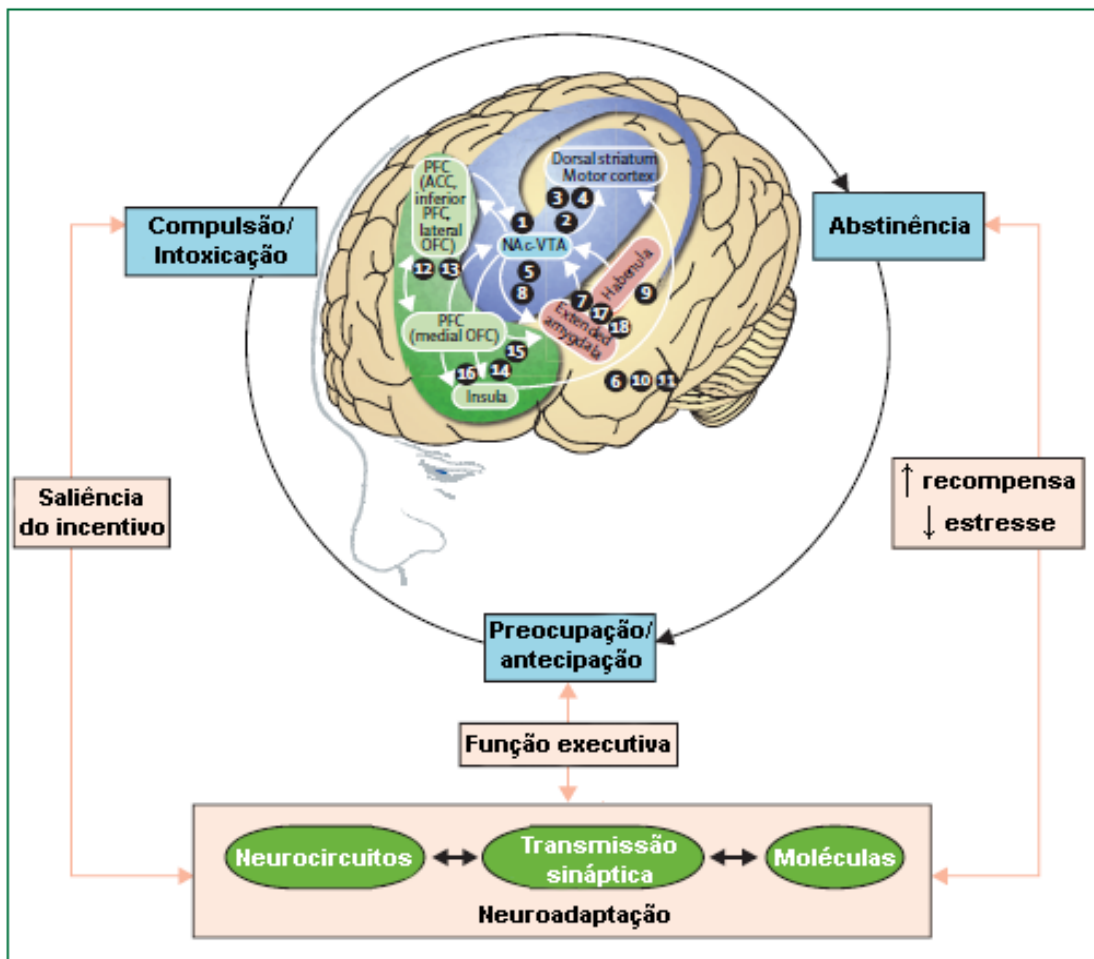 PFC
(ACC,
inferior
PFC,
lateral
OFC)
Dorsal striatum
Motor cortex
3 4
1
2
NAc-VTA
12 13
5
8
Habenula
7
9
17
18
Extended
amygdala
PFC
(medial OFC)
15
16 14
6 10 11
Insula
Compulsão/
Intoxicação
Abstinência
Saliência
do incentivo
↑ recompensa
↓ estresse
Preocupação/
antecipação
Função executiva
Neurocircuitos
Transmissão
sináptica
Moléculas
Neuroadaptação